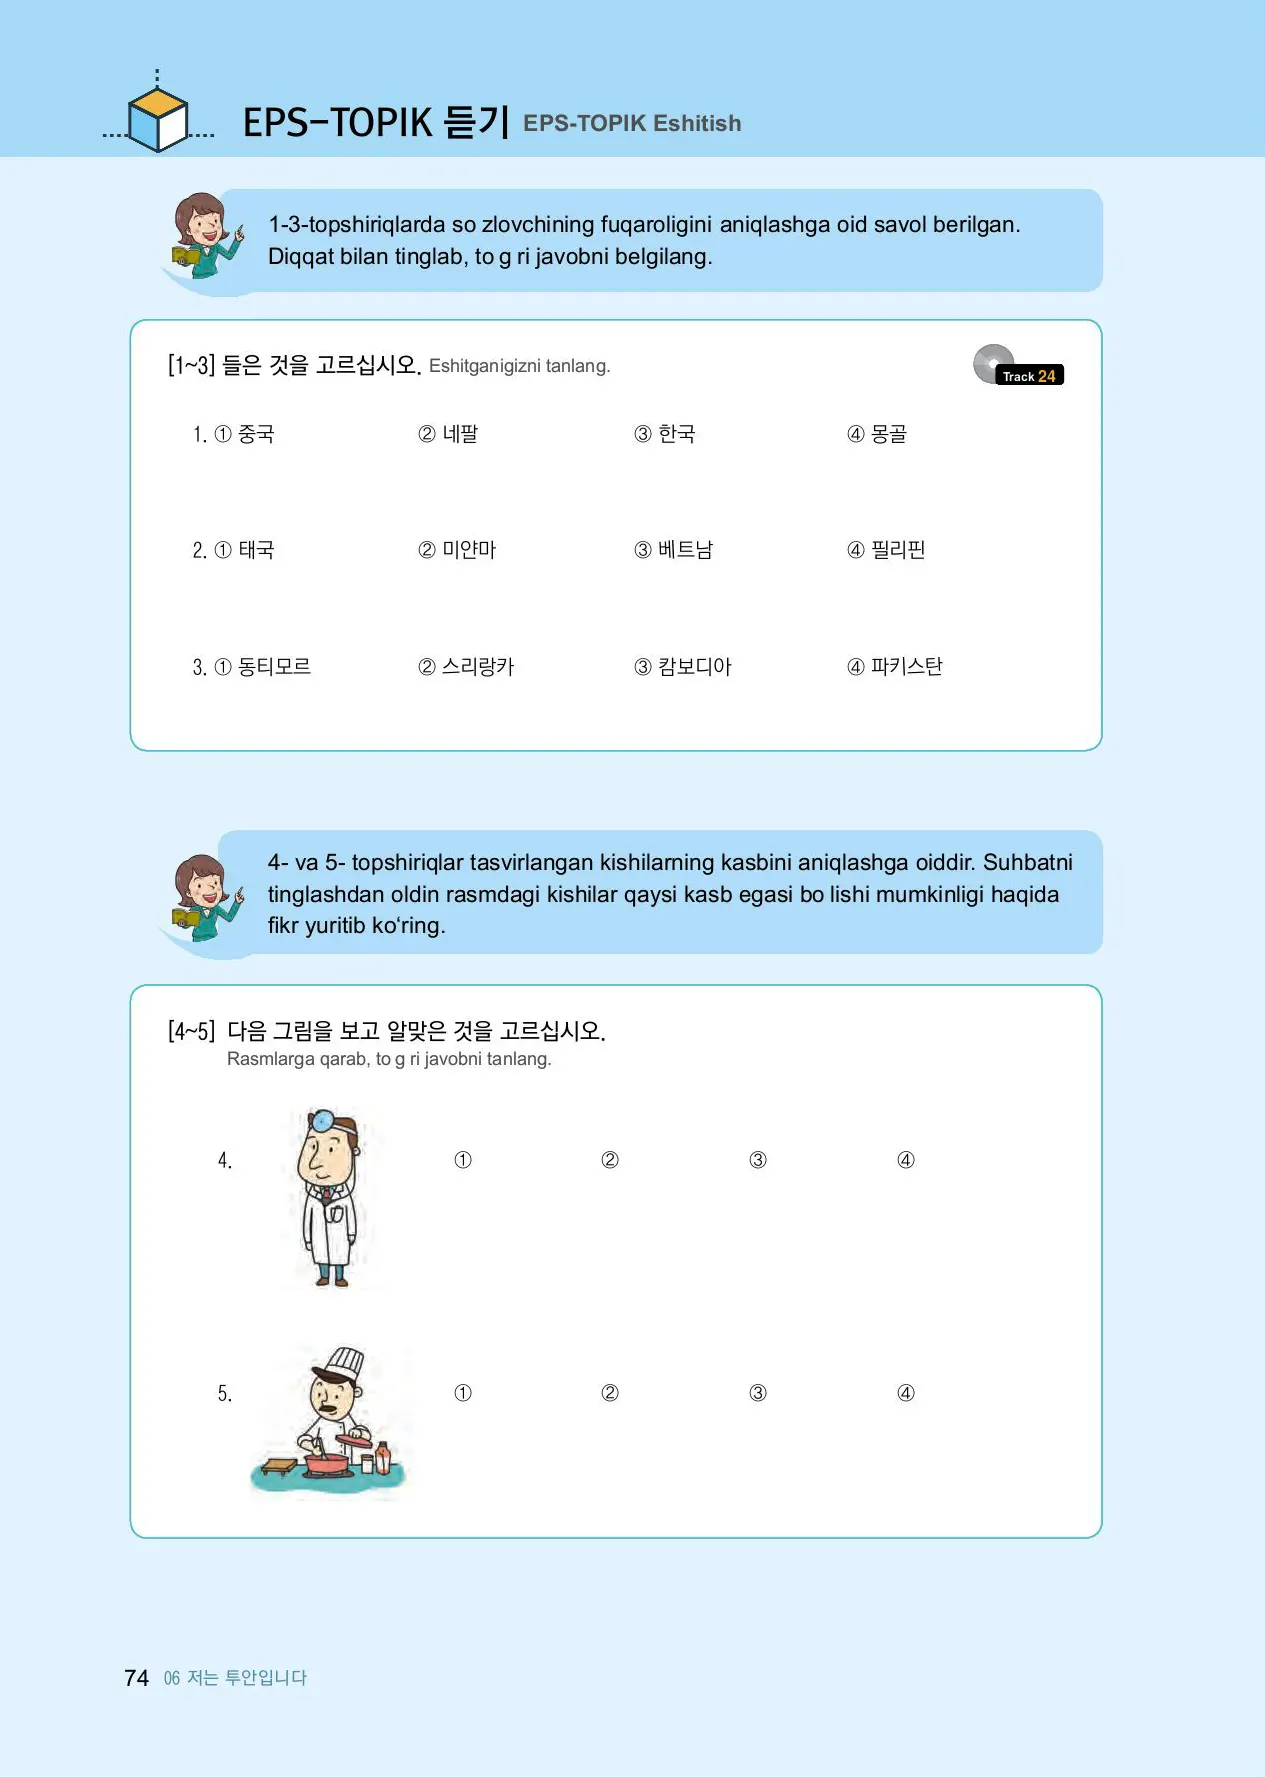 EPS-TOPIK 듣기 EPS-TOPIK Eshitish
1-3-topshiriqlarda so zlovchining fuqaroligini aniqlashga oid savol berilgan.
Diqqat bilan tinglab, to g ri javobni belgilang.
[1~3] 들은 것을 고르십시오. Eshitganigizni tanlang.
Track 24
1. ① 중국 ② 네팔 ③ 한국 ④ 몽골
2. ① 태국 ② 미얀마 ③ 베트남 ④ 필리핀
3. ① 동티모르 ② 스리랑카 ③ 캄보디아 ④ 파키스탄
4- va 5- topshiriqlar tasvirlangan kishilarning kasbini aniqlashga oiddir. Suhbatni
tinglashdan oldin rasmdagi kishilar qaysi kasb egasi bo lishi mumkinligi haqida
fikr yuritib ko‘ring.
[4~5] 다음 그림을 보고 알맞은 것을 고르십시오.
Rasmlarga qarab, to g ri javobni tanlang.
4. ① ② ③ ④
5. ① ② ③ ④
74 06 저는 투안입니다